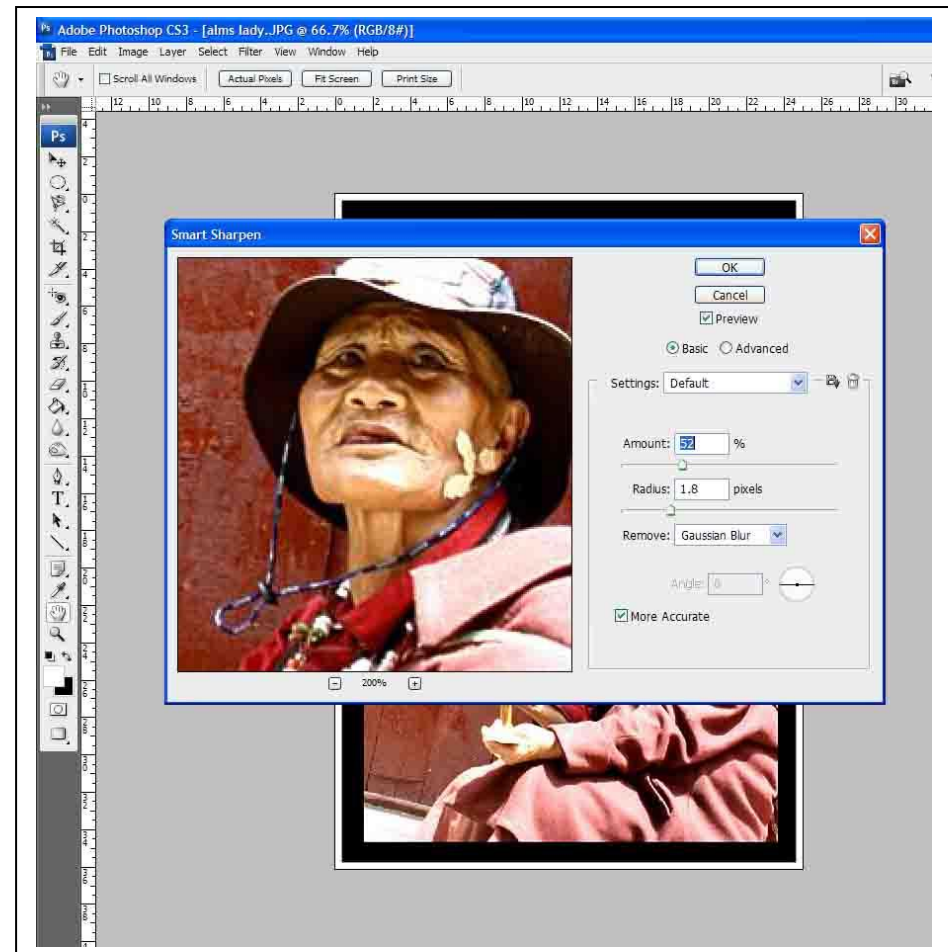 Adobe Photoshop CS3 - [alms lady.JPG @ 66.7% (RGB/8#)]
File Edit Image Layer Select Filter View Window Help
Scroll All Windows Actual Pixels Fit Screen Print Size
12 10 8 6 4 2 0 2 4 6 8 10 12 14 16 18 20 22 24 26 28 30
Ps
Smart Sharpen
OK
Cancel
Preview
Basic Advanced
Settings: Default
Amount: 52 %
Radius: 1.8 pixels
Remove: Gaussian Blur
Angle: 0 °
More Accurate
200%